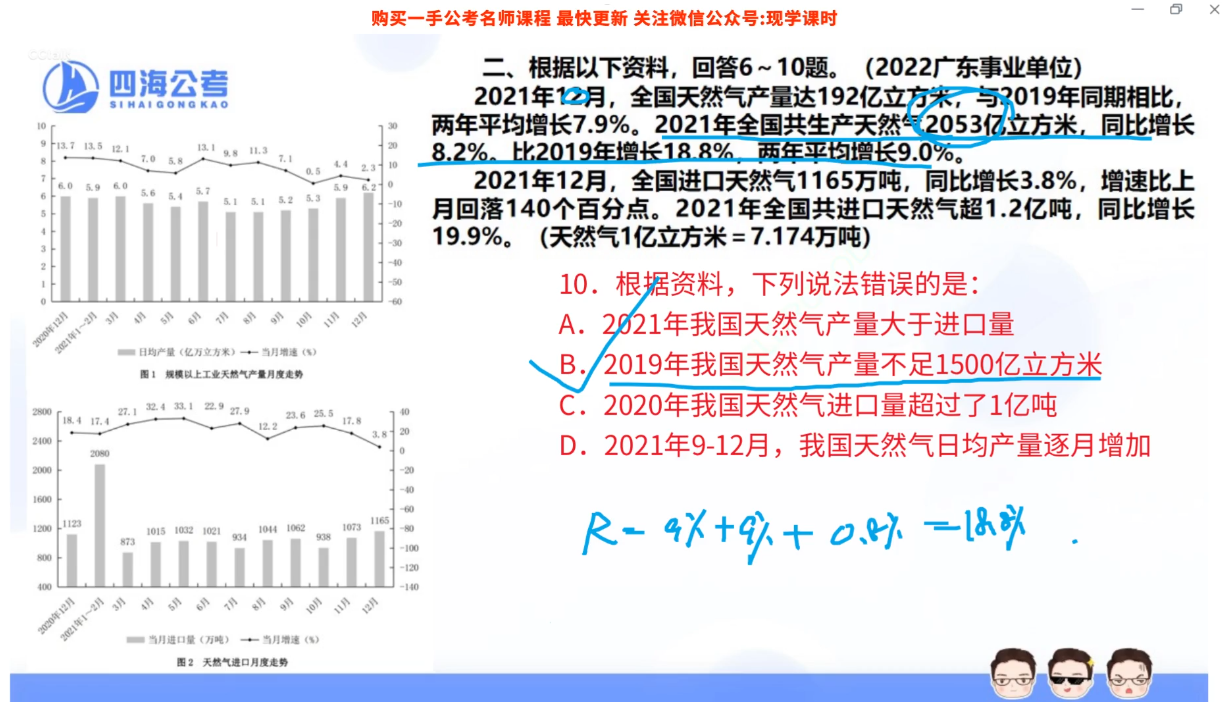 购买一手公考名师课程 最快更新 关注微信公众号:现学课时
四海公考
SIHAIGONGKAO
二、根据以下资料，回答6～10题。（2022广东事业单位）
2021年12月，全国天然气产量达192亿立方米，与2019年同期相比，
两年平均增长7.9%。2021年全国共生产天然气2053亿立方米，同比增长
8.2%。比2019年增长18.8%，两年平均增长9.0%。
2021年12月，全国进口天然气1165万吨，同比增长3.8%，增速比上
月回落140个百分点。2021年全国共进口天然气超1.2亿吨，同比增长
19.9%。（天然气1亿立方米＝7.174万吨）
10．根据资料，下列说法错误的是：
A．2021年我国天然气产量大于进口量
B．2019年我国天然气产量不足1500亿立方米
C．2020年我国天然气进口量超过了1亿吨
D．2021年9-12月，我国天然气日均产量逐月增加
R = 9% + 9% + 0.8% = 18.8%
10 9 8 7 6 5 4 3 2 1 0
30 20 10 0 -10 -20 -30 -40 -50 -60
13.7 13.5 12.1 7.0 5.8 13.1 9.8 11.3 7.1 0.5 4.4 2.3
6.0 5.9 6.0 5.6 5.4 5.7 5.1 5.1 5.2 5.3 5.9 6.2
2020年12月 2021年1～2月 3月 4月 5月 6月 7月 8月 9月 10月 11月 12月
日均产量（亿万立方米） 当月增速（%）
图1 规模以上工业天然气产量月度走势
2800 2400 2000 1600 1200 800 400
40 20 0 -20 -40 -60 -80 -100 -120 -140
18.4 17.4 27.1 32.4 33.1 22.9 27.9 12.2 23.6 25.5 17.8 3.8
1123 2080 873 1015 1032 1021 934 1044 1062 938 1073 1165
2020年12月 2021年1～2月 3月 4月 5月 6月 7月 8月 9月 10月 11月 12月
当月进口量（万吨） 当月增速（%）
图2 天然气进口月度走势